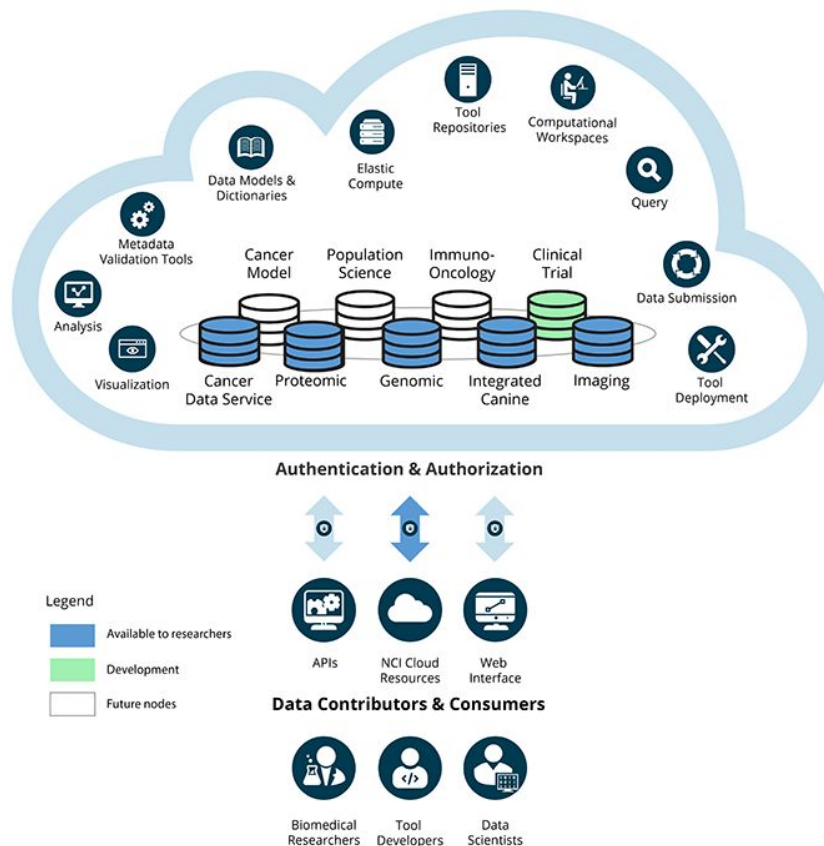 Tool
Repositories
Computational
Workspaces
Elastic
Compute
Data Models &
Dictionaries
Query
Metadata
Validation Tools
Cancer
Model
Population
Science
Immuno-
Oncology
Clinical
Trial
Data Submission
Analysis
Visualization
Cancer
Data Service
Proteomic
Genomic
Integrated
Canine
Imaging
Tool
Deployment
Authentication & Authorization
Legend
Available to researchers
Development
Future nodes
APIs
NCI Cloud
Resources
Web
Interface
Data Contributors & Consumers
</>
Biomedical
Researchers
Tool
Developers
Data
Scientists